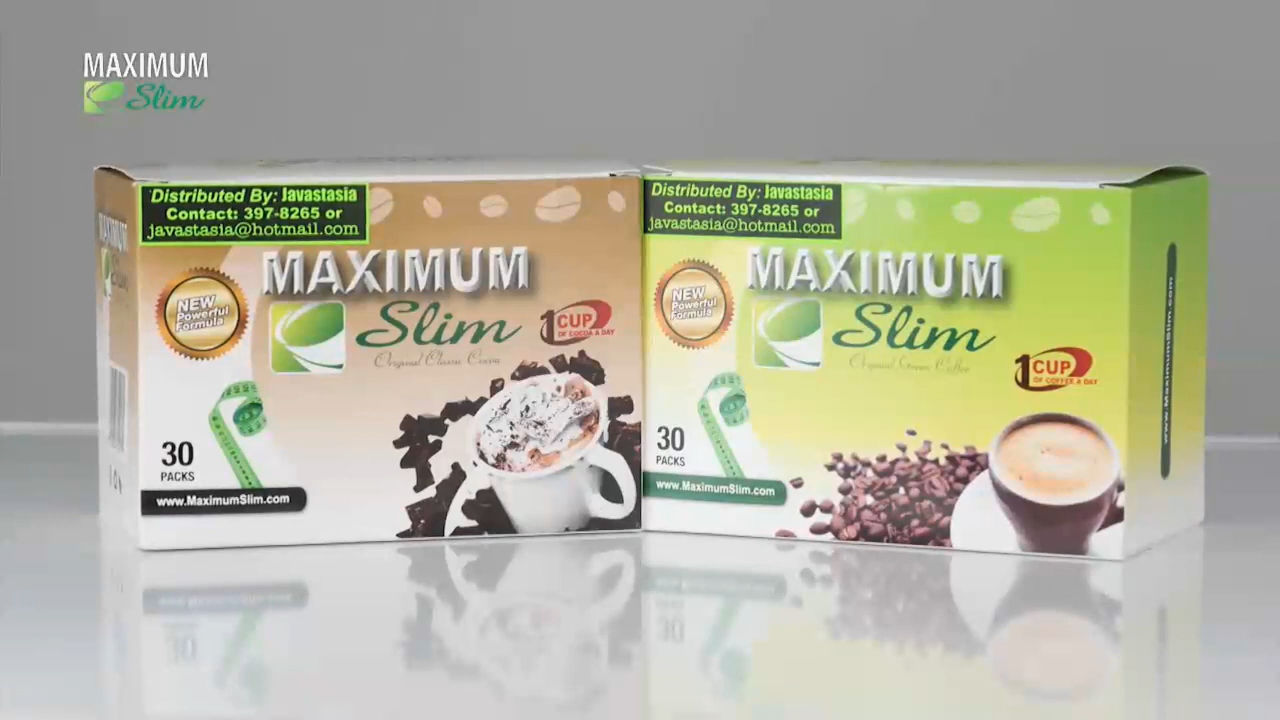 MAXIMUM
Slim
Distributed By: Javastasia
Contact: 397-8265 or
javastasia@hotmail.com
MAXIMUM
Slim
Original Classic Cocoa
NEW
Powerful
Formula
1 CUP
OF COCOA A DAY
30
PACKS
www.MaximumSlim.com
Distributed By: Javastasia
Contact: 397-8265 or
javastasia@hotmail.com
MAXIMUM
Slim
Original Green Coffee
NEW
Powerful
Formula
1 CUP
OF COFFEE A DAY
30
PACKS
www.MaximumSlim.com
www.MaximumSlim.com